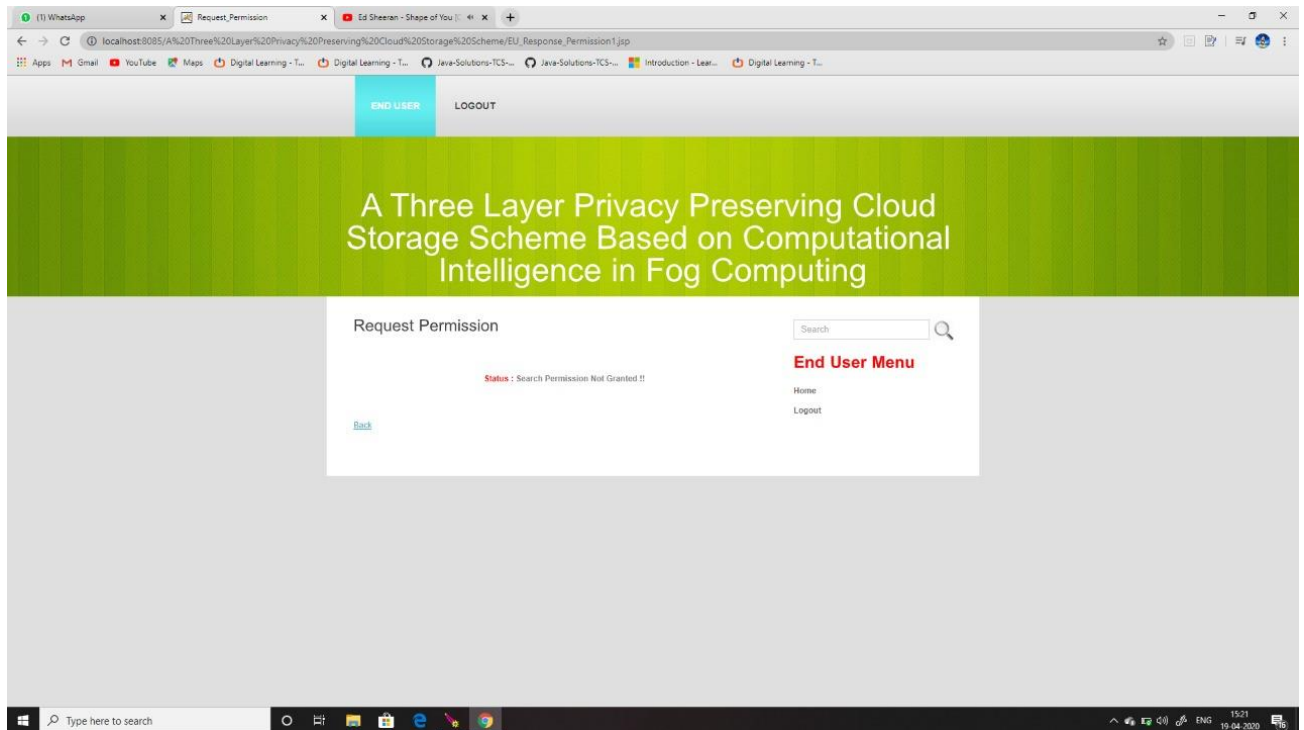 (1) WhatsApp
Request_Permission
Ed Sheeran - Shape of You
localhost:8085/A%20Three%20Layer%20Privacy%20Preserving%20Cloud%20Storage%20Scheme/EU_Response_Permission1.jsp
Apps Gmail YouTube Maps Digital Learning - T... Digital Learning - T... Java-Solutions-TCS-... Java-Solutions-TCS-... Introduction - Lear... Digital Learning - T...
END USER LOGOUT
A Three Layer Privacy Preserving Cloud
Storage Scheme Based on Computational
Intelligence in Fog Computing
Request Permission
Search
End User Menu
Status : Search Permission Not Granted !!
Home
Logout
Back
Type here to search
ENG
15:21
19-04-2020
16